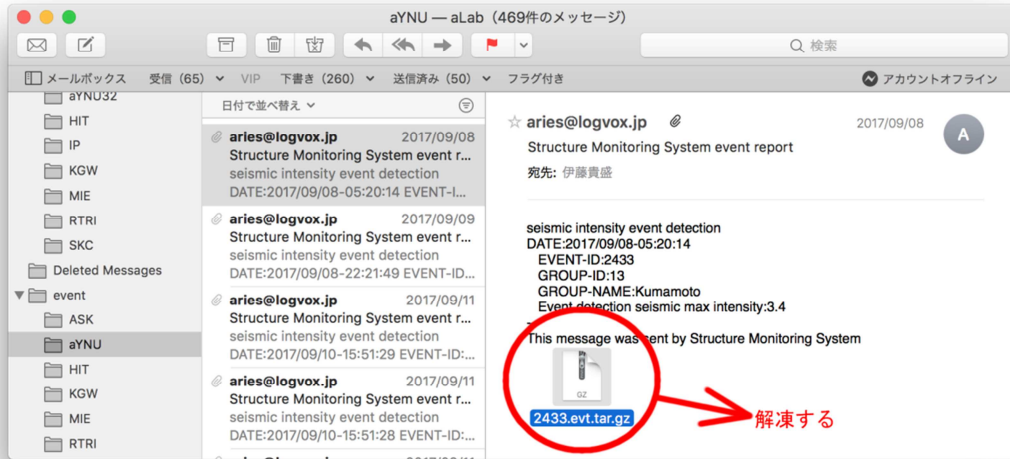 aYNU — aLab（469件のメッセージ）
検索
メールボックス 受信（65） VIP 下書き（260） 送信済み（50） フラグ付き アカウントオフライン
aYNU32
HIT
IP
KGW
MIE
RTRI
SKC
Deleted Messages
event
ASK
aYNU
HIT
KGW
MIE
RTRI
日付で並べ替え
aries@logvox.jp 2017/09/08
Structure Monitoring System event r...
seismic intensity event detection
DATE:2017/09/08-05:20:14 EVENT-I...
aries@logvox.jp 2017/09/09
Structure Monitoring System event r...
seismic intensity event detection
DATE:2017/09/08-22:21:49 EVENT-ID...
aries@logvox.jp 2017/09/11
Structure Monitoring System event r...
seismic intensity event detection
DATE:2017/09/10-15:51:29 EVENT-ID:...
aries@logvox.jp 2017/09/11
Structure Monitoring System event r...
seismic intensity event detection
DATE:2017/09/10-15:51:28 EVENT-ID:...
aries@logvox.jp 2017/09/08
A
Structure Monitoring System event report
宛先: 伊藤貴盛
seismic intensity event detection
DATE:2017/09/08-05:20:14
EVENT-ID:2433
GROUP-ID:13
GROUP-NAME:Kumamoto
Event detection seismic max intensity:3.4
--
This message was sent by Structure Monitoring System
GZ
2433.evt.tar.gz
解凍する